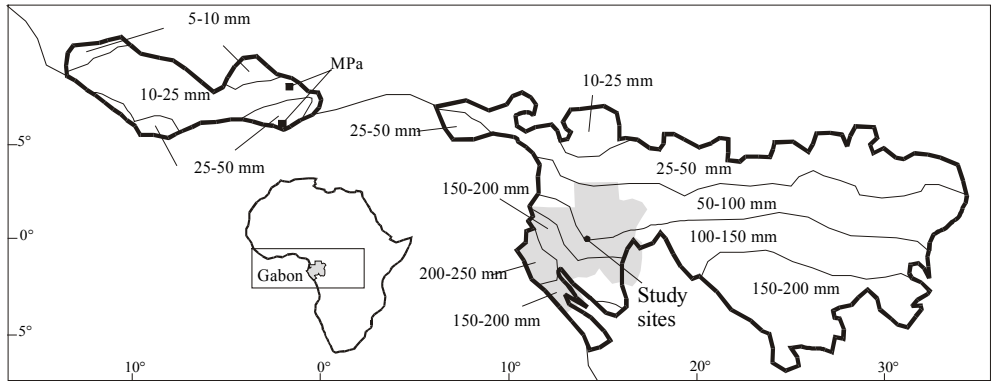 5-10 mm
MPa
10-25 mm
10-25 mm
25-50 mm
5°
25-50 mm
25-50 mm
150-200 mm
50-100 mm
0°
100-150 mm
Gabon
200-250 mm
150-200 mm
Study
sites
150-200 mm
5°
10°
0°
10°
20°
30°